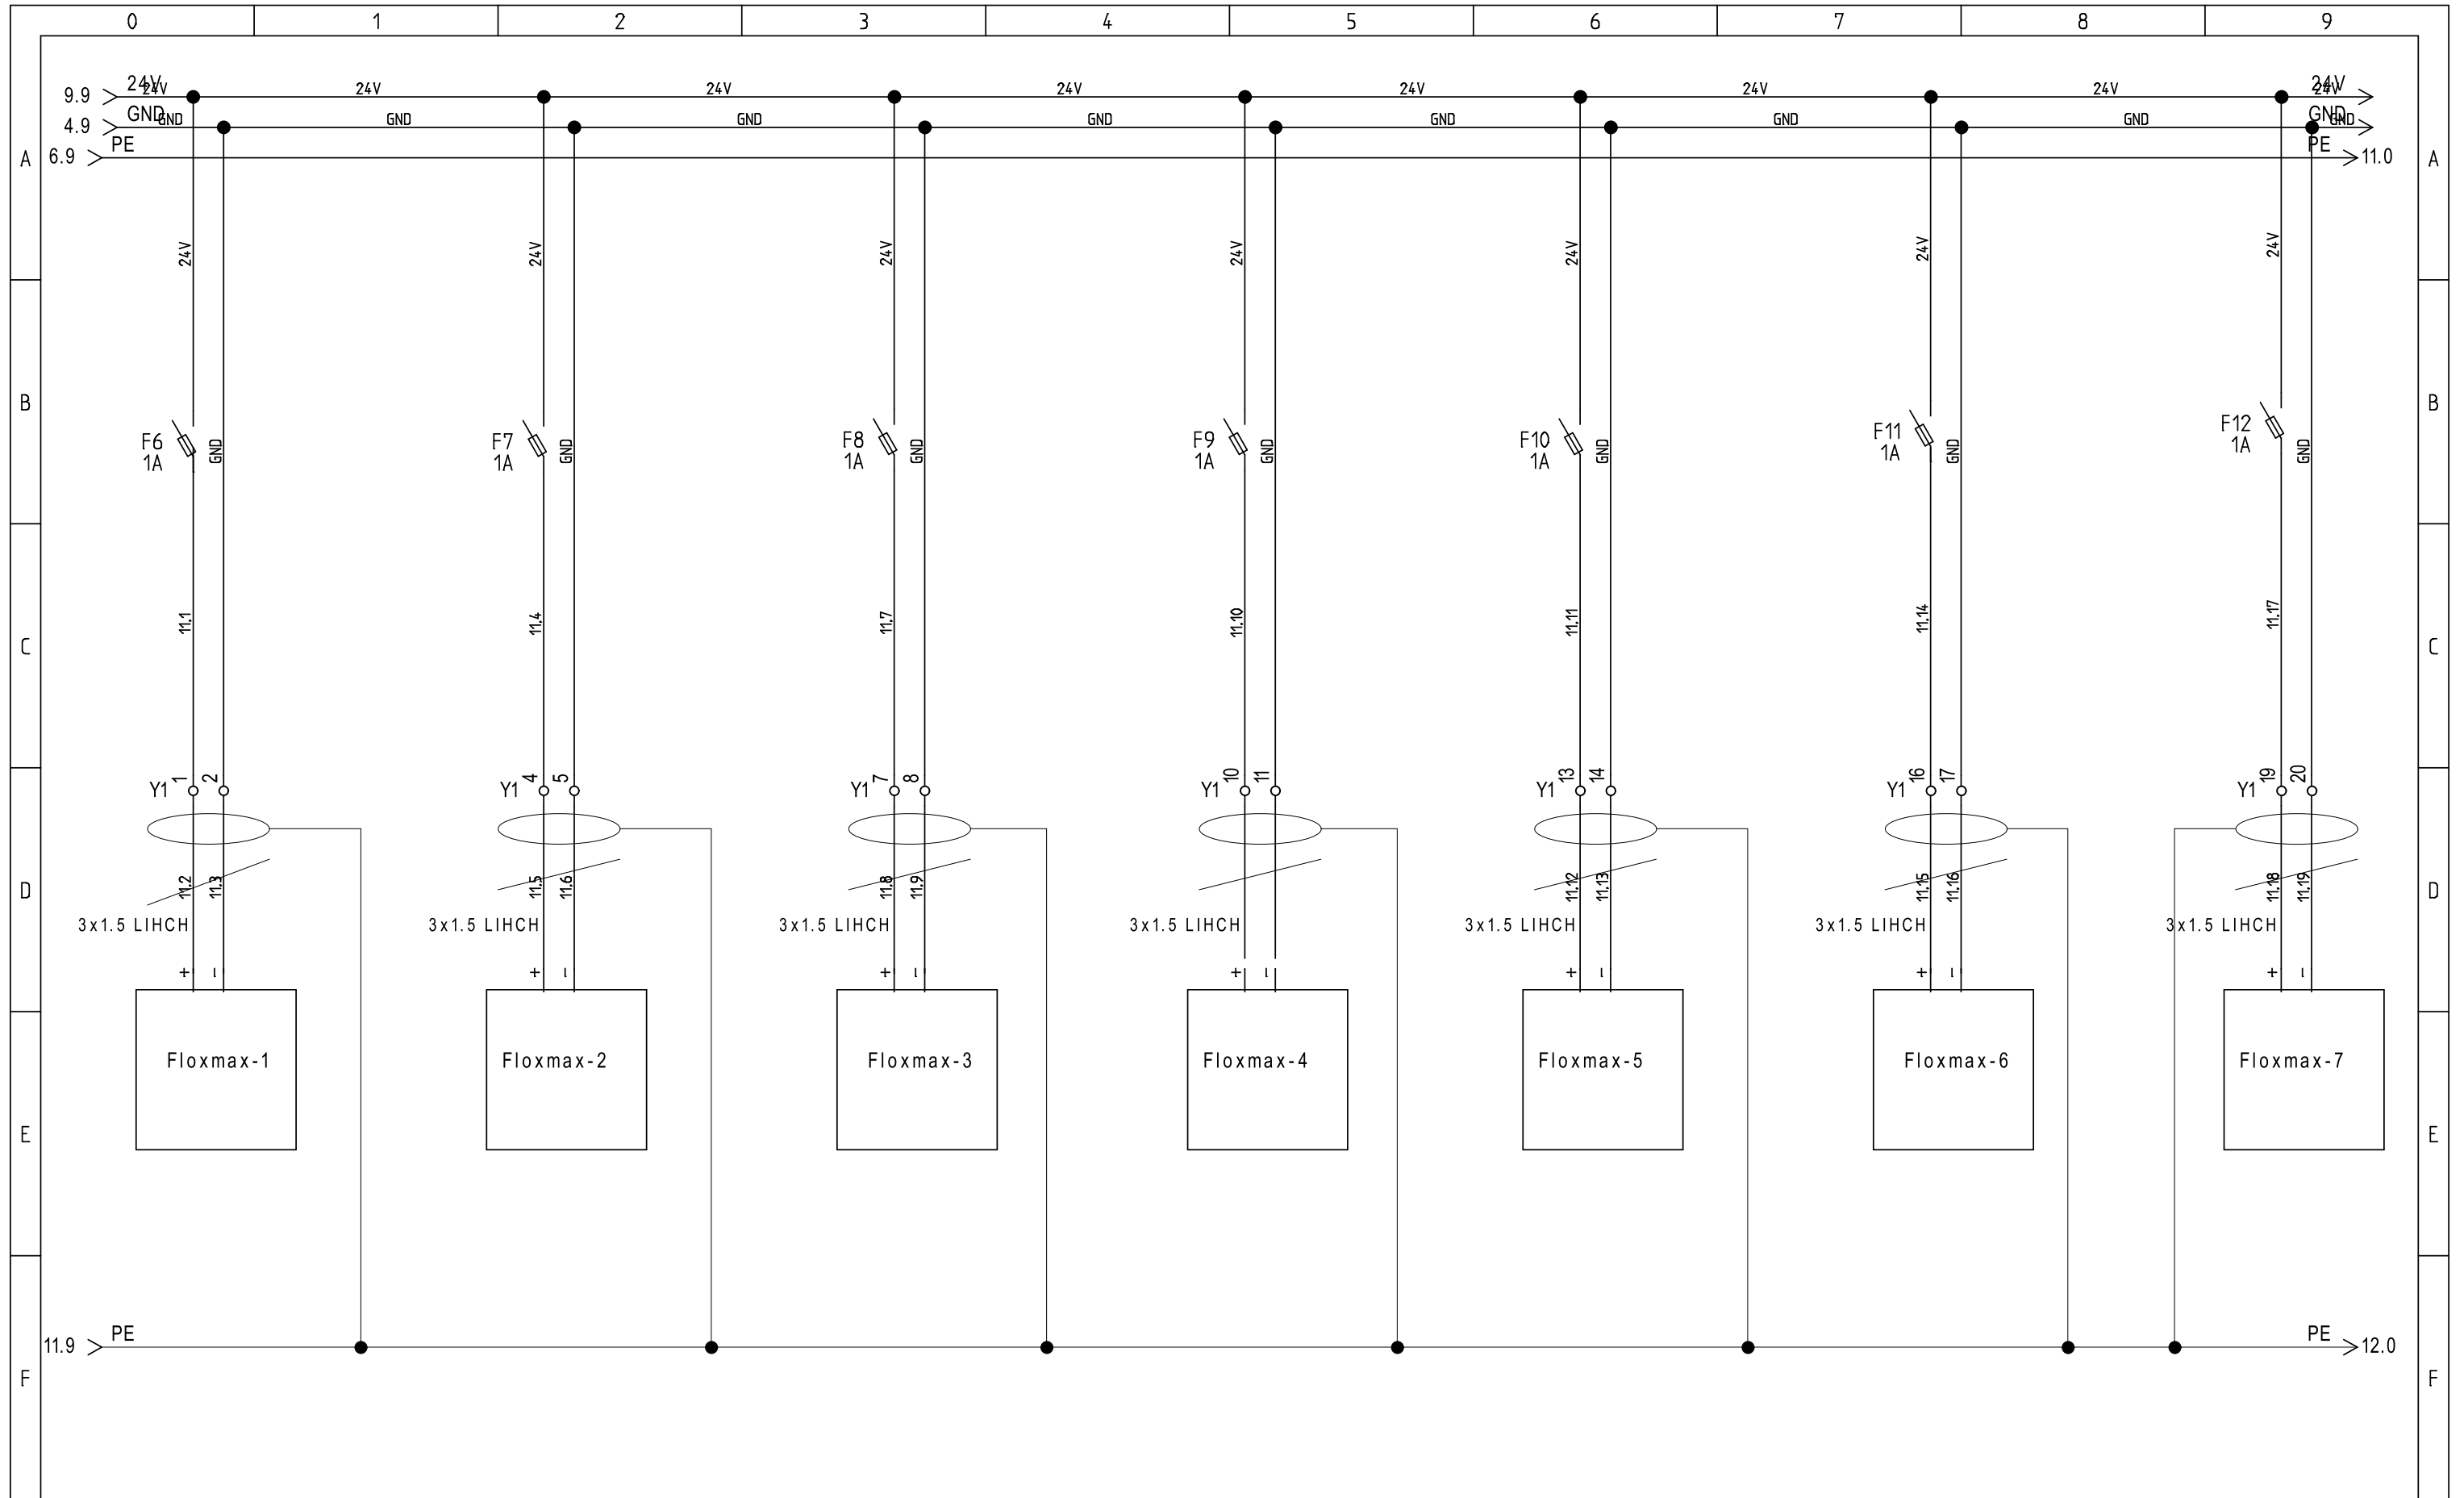 0 1 2 3 4 5 6 7 8 9
24V 24V
9.9 24V 24V 24V 24V 24V 24V 24V 24V 24V
GND GND
4.9 GND GND GND GND GND GND GND GND GND
PE PE
A 6.9 11.0 A
24V 24V 24V 24V 24V 24V 24V
B B
F6 F7 F8 F9 F10 F11 F12
1A 1A 1A 1A 1A 1A 1A
GND GND GND GND GND GND GND
11.1 11.4 11.7 11.10 11.11 11.14 11.17
C C
1 2 4 5 7 8 10 11 13 14 16 17 19 20
Y1 Y1 Y1 Y1 Y1 Y1 Y1
D 11.2 11.3 11.5 11.6 11.8 11.9 11.12 11.13 11.15 11.16 11.18 11.19 D
3x1.5 LIHCH 3x1.5 LIHCH 3x1.5 LIHCH 3x1.5 LIHCH 3x1.5 LIHCH 3x1.5 LIHCH 3x1.5 LIHCH
+ - + - + - + - + - + - + -
Floxmax-1 Floxmax-2 Floxmax-3 Floxmax-4 Floxmax-5 Floxmax-6 Floxmax-7
E E
PE PE
11.9 12.0
F F